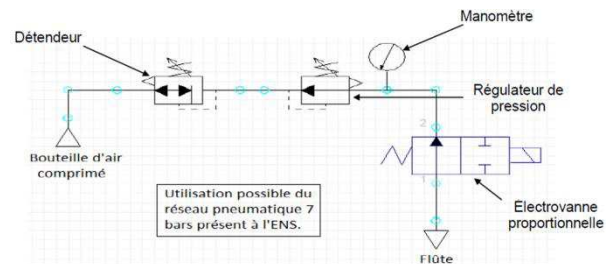 Manomètre
Détendeur
Régulateur de
pression
2
Bouteille d'air
comprimé
1
Utilisation possible du
réseau pneumatique 7
bars présent à l'ENS.
Electrovanne
proportionnelle
Flûte